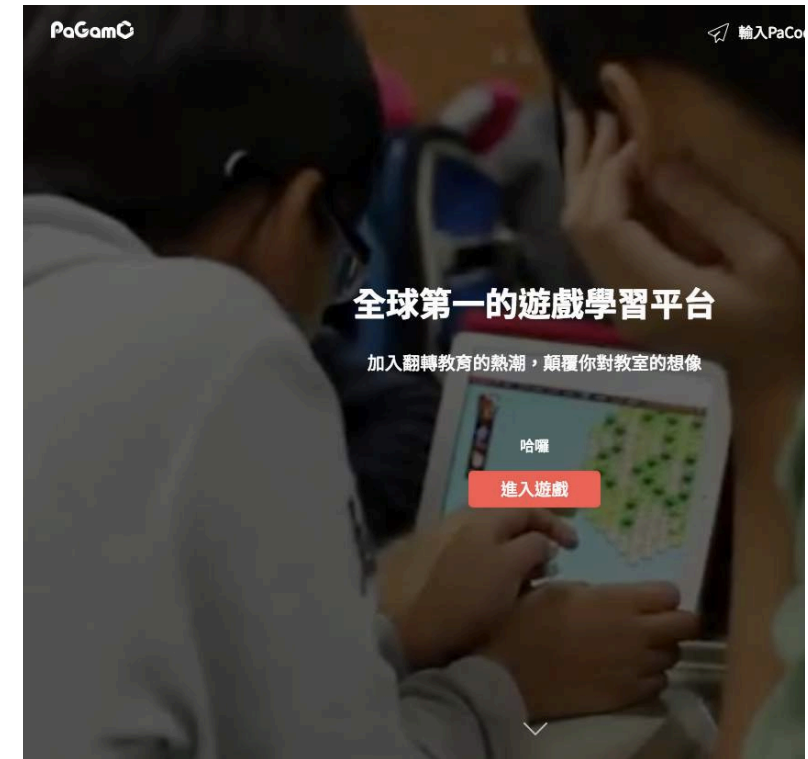 PaGamO
輸入PaCo
全球第一的遊戲學習平台
加入翻轉教育的熱潮，顛覆你對教室的想像
哈囉
進入遊戲